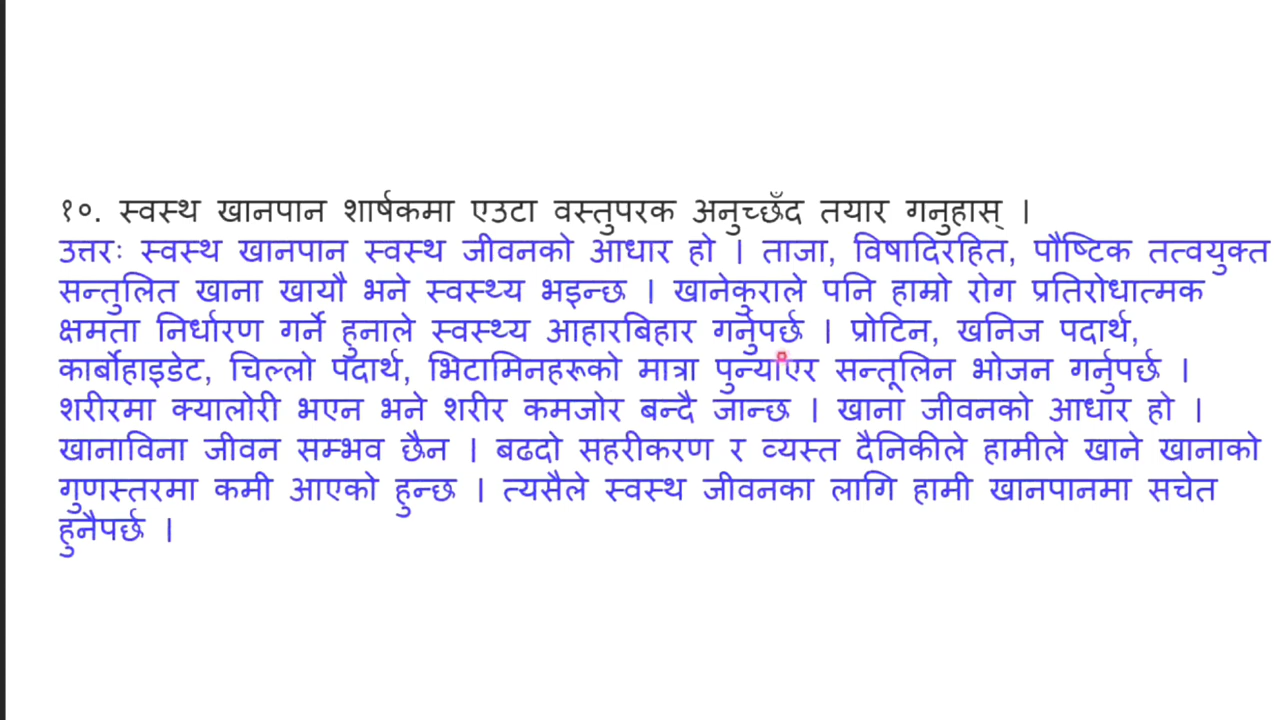 १०. स्वस्थ खानपान शार्षकमा एउटा वस्तुपरक अनुच्छेँद तयार गनुहास् ।
उत्तरः स्वस्थ खानपान स्वस्थ जीवनको आधार हो । ताजा, विषादिरहित, पौष्टिक तत्वयुक्त
सन्तुलित खाना खायौ भने स्वस्थ्य भइन्छ । खानेकुराले पनि हाम्रो रोग प्रतिरोधात्मक
क्षमता निर्धारण गर्ने हुनाले स्वस्थ्य आहारबिहार गर्नुपर्छ । प्रोटिन, खनिज पदार्थ,
कार्बोहाइडेट, चिल्लो पदार्थ, भिटामिनहरूको मात्रा पुन्याएर सन्तूलिन भोजन गर्नुपर्छ ।
शरीरमा क्यालोरी भएन भने शरीर कमजोर बन्दै जान्छ । खाना जीवनको आधार हो ।
खानाविना जीवन सम्भव छैन । बढदो सहरीकरण र व्यस्त दैनिकीले हामीले खाने खानाको
गुणस्तरमा कमी आएको हुन्छ । त्यसैले स्वस्थ जीवनका लागि हामी खानपानमा सचेत
हुनैपर्छ ।